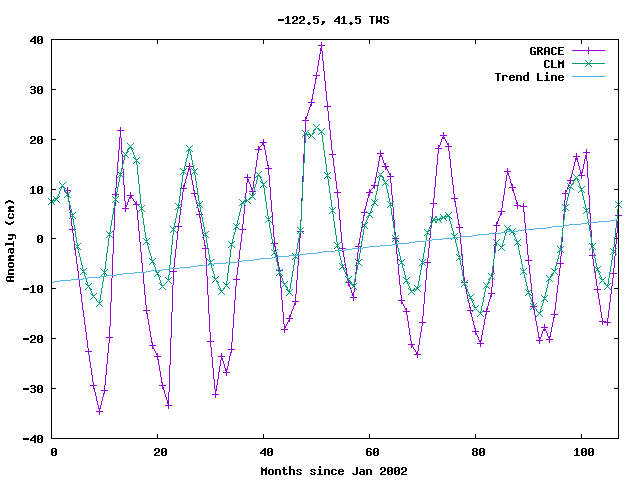 -122.5, 41.5 TWS
GRACE
CLM
Trend Line
40
30
20
10
0
-10
-20
-30
-40
Anomaly (cm)
0 20 40 60 80 100
Months since Jan 2002